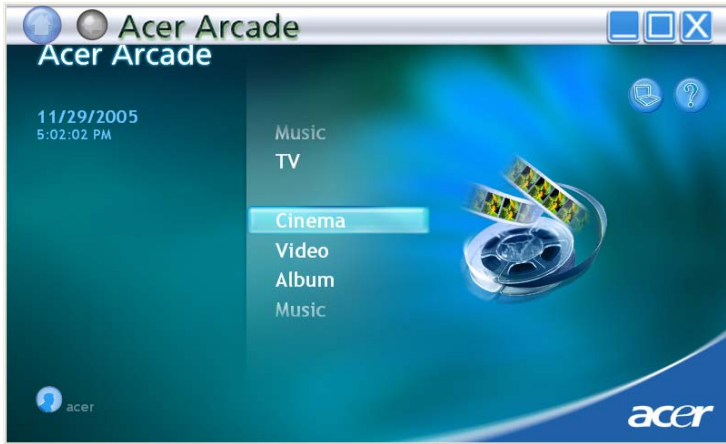 Acer Arcade
Acer Arcade
11/29/2005
5:02:02 PM
Music
TV
Cinema
Video
Album
Music
acer
acer